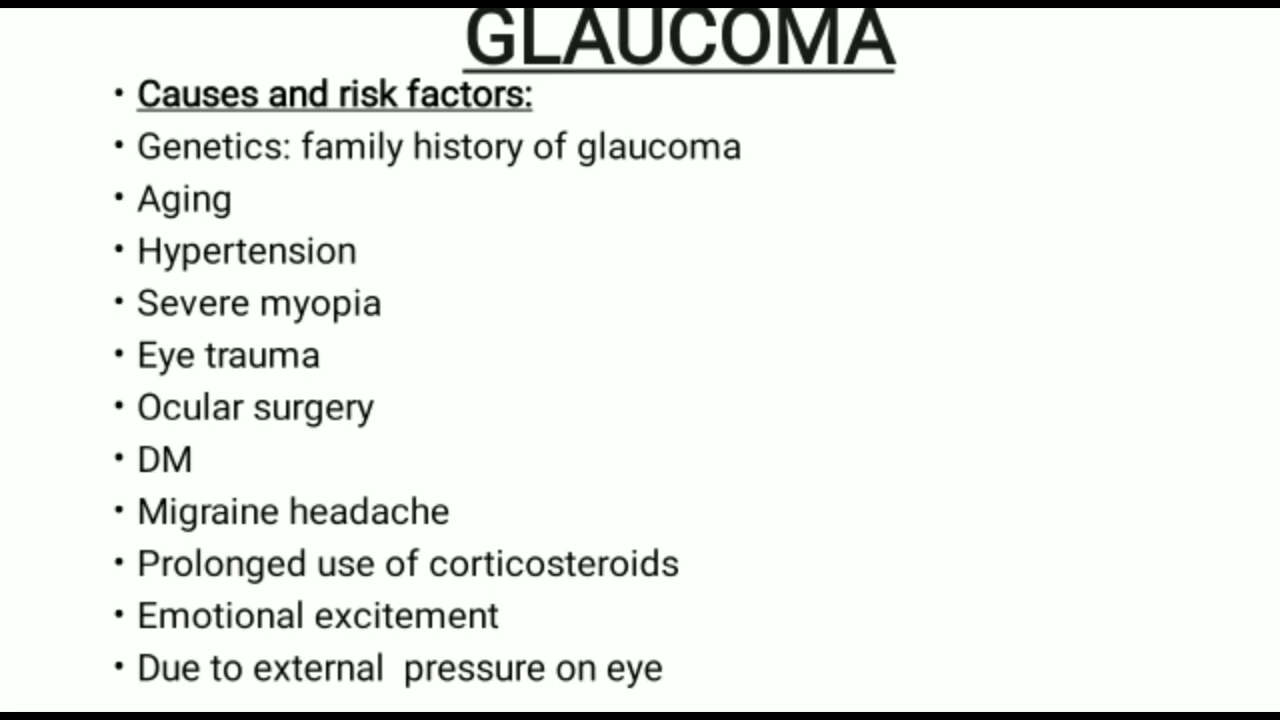 GLAUCOMA
• Causes and risk factors:
• Genetics: family history of glaucoma
• Aging
• Hypertension
• Severe myopia
• Eye trauma
• Ocular surgery
• DM
• Migraine headache
• Prolonged use of corticosteroids
• Emotional excitement
• Due to external  pressure on eye